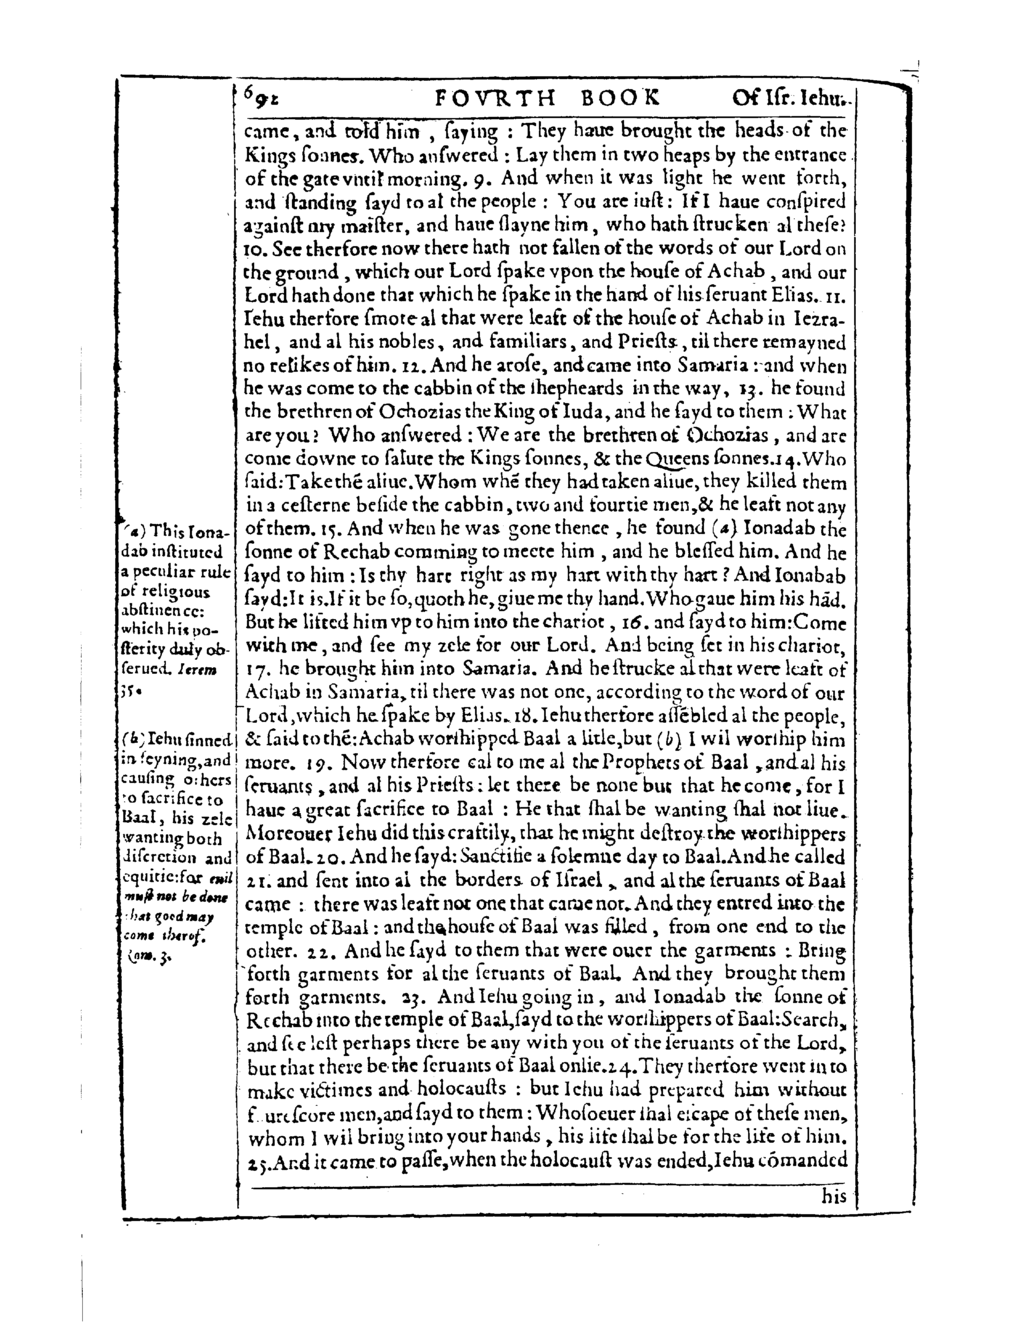 692 FOVRTH BOOK Of Iſr. Iehu.
came, and told him, ſaying : They haue brought the heads of the
Kings ſonnes. Who anſwered : Lay them in two heaps by the entrance
of the gate vntil morning. 9. And when it was light he went forth,
and ſtanding ſayd to al the people : You are iuſt : If I haue conſpired
againſt my maiſter, and haue ſlayne him, who hath ſtrucken al theſe?
10. See therfore now there hath not fallen of the words of our Lord on
the ground, which our Lord ſpake vpon the houſe of Achab, and our
Lord hath done that which he ſpake in the hand of his ſeruant Elias. 11.
Iehu therfore ſmote al that were leaft of the houſe of Achab in Iezra-
hel, and al his nobles, and familiars, and Prieſts, til there remayned
no relikes of him. 12. And he aroſe, and came into Samaria : and when
he was come to the cabbin of the ſhepheards in the way, 13. he found
the brethren of Ochozias the King of Iuda, and he ſayd to them : What
are you? Who anſwered : We are the brethren of Ochozias, and are
come downe to ſalute the Kings ſonnes, & the Queens ſonnes. 14. Who
ſaid: Take thē aliue. Whom whē they had taken aliue, they killed them
in a ceſterne beſide the cabbin, two and fourtie men, & he leaft not any
of them. 15. And when he was gone thence, he found (a) Ionadab the
ſonne of Rechab comming to meete him, and he bleſſed him. And he
ſayd to him : Is thy hart right as my hart with thy hart? And Ionabab
ſayd: It is. If it be ſo, quoth he, giue me thy hand. Who gaue him his hād.
But he lifted him vp to him into the chariot, 16. and ſayd to him: Come
with me, and ſee my zele for our Lord. And being ſet in his chariot,
17. he brought him into Samaria. And he ſtrucke al that were leaft of
Achab in Samaria, til there was not one, according to the word of our
Lord, which he ſpake by Elias. 18. Iehu therfore aſſēbled al the people,
& ſaid to thē: Achab worſhipped Baal a litle, but (b) I wil worſhip him
more. 19. Now therfore cal to me al the Prophets of Baal, and al his
ſeruants, and al his Prieſts : let there be none but that he come, for I
haue a great ſacrifice to Baal : He that ſhal be wanting ſhal not liue.
Moreouer Iehu did this craftily, that he might deſtroy the worſhippers
of Baal. 20. And he ſayd: Sanctifie a ſolemne day to Baal. And he called
21. and ſent into al the borders of Iſrael, and al the ſeruants of Baal
came : there was leaft not one that came not. And they entred into the
temple of Baal : and the houſe of Baal was filled, from one end to the
other. 22. And he ſayd to them that were ouer the garments : Bring
forth garments for al the ſeruants of Baal. And they brought them
forth garments. 23. And Iehu going in, and Ionadab the ſonne of
Rechab into the temple of Baal, ſayd to the worſhippers of Baal: Search,
and ſee leſt perhaps there be any with you of the ſeruants of the Lord,
but that there be the ſeruants of Baal onlie. 24. They therfore went in to
make victimes and holocauſts : but Iehu had prepared him without
foureſcore men, and ſayd to them : Whoſoeuer ſhal eſcape of theſe men,
whom I wil bring into your hands, his life ſhal be for the life of him.
25. And it came to paſſe, when the holocauſt was ended, Iehu cōmanded
his
(a) This Iona-
dab inſtituted
a peculiar rule
of religious
abſtinence:
which his po-
ſterity duly ob-
ſerued. Ierem
35.
(b) Iehu ſinned
in feyning, and
cauſing others
to ſacrifice to
Baal, his zele
wanting both
diſcretion and
equitie: for euil
muſt not be done
that good may
come therof.
Rom. 3.